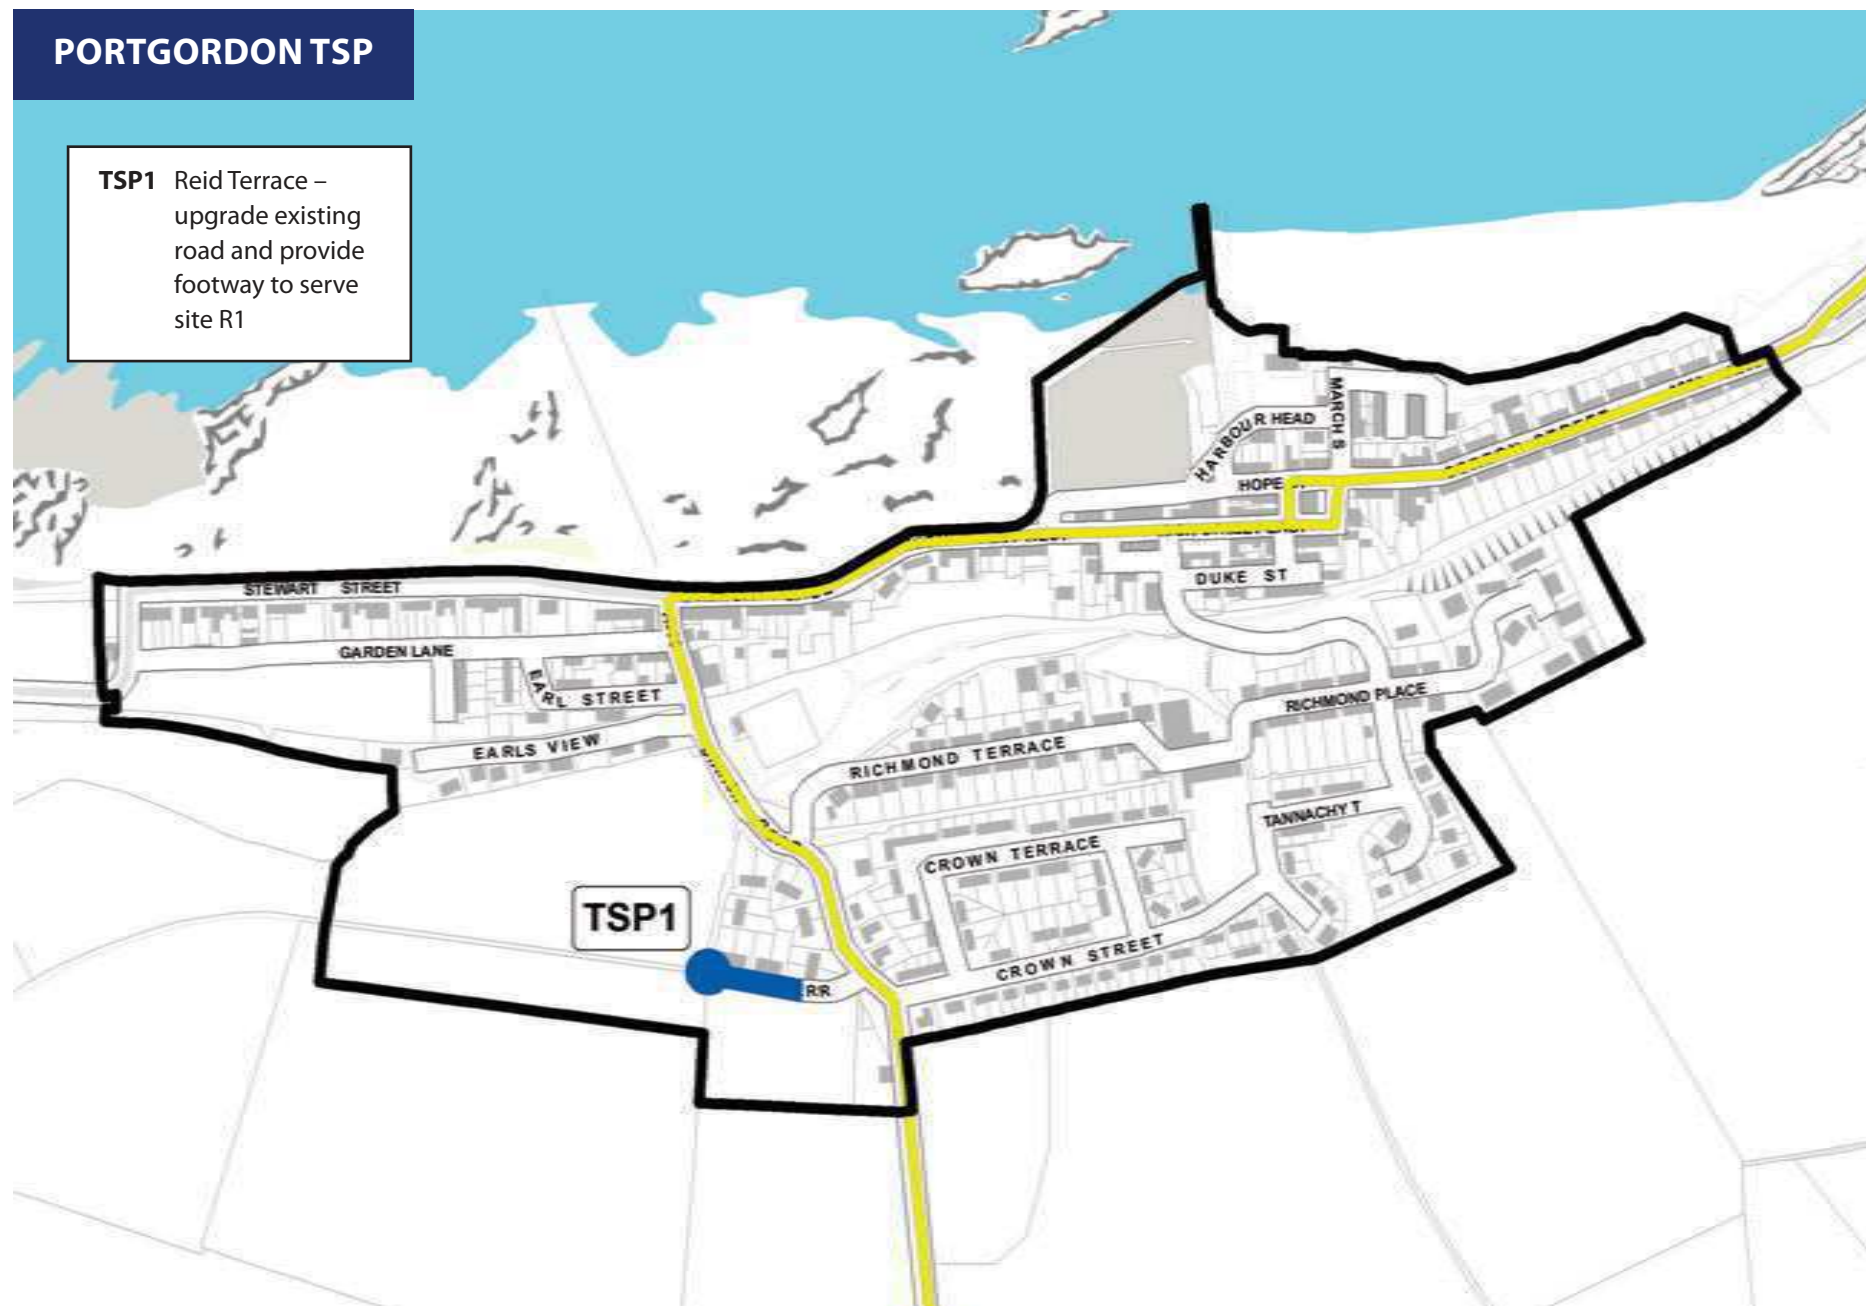 PORTGORDON TSP
TSP1 Reid Terrace –
upgrade existing
road and provide
footway to serve
site R1
MARCH S
HARBOUR HEAD
HOPE
DUKE ST
STEWART STREET
GARDEN LANE
EARL STREET
EARLS VIEW
RICHMOND PLACE
RICHMOND TERRACE
TANNACHY T
CROWN TERRACE
TSP1
CROWN STREET